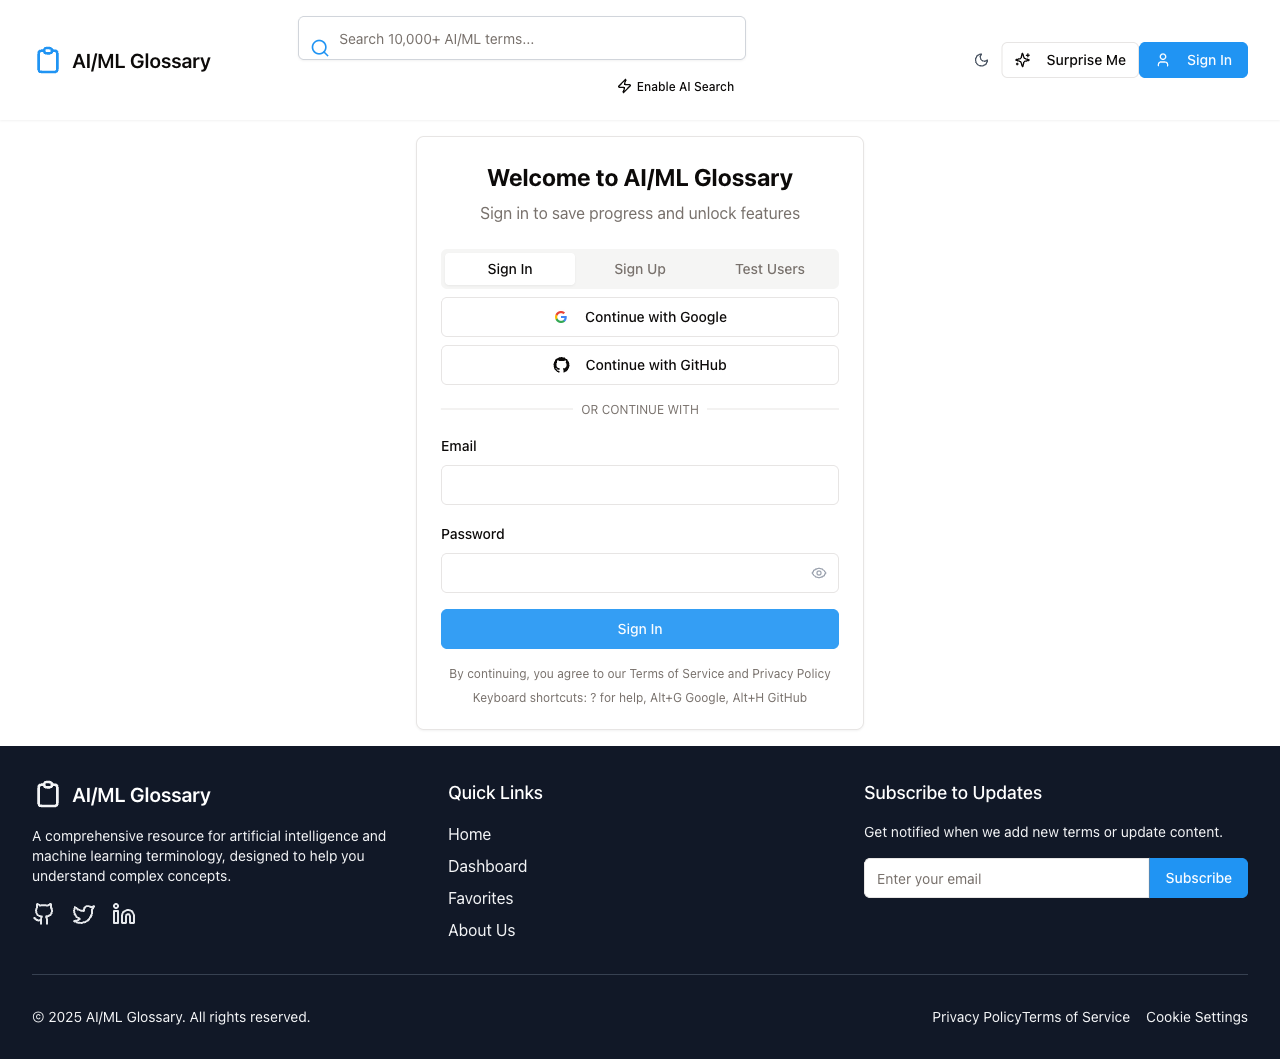 AI/ML Glossary
Search 10,000+ AI/ML terms...
Enable AI Search
Surprise Me
Sign In
Welcome to AI/ML Glossary
Sign in to save progress and unlock features
Sign In
Sign Up
Test Users
Continue with Google
Continue with GitHub
OR CONTINUE WITH
Email
Password
Sign In
By continuing, you agree to our Terms of Service and Privacy Policy
Keyboard shortcuts: ? for help, Alt+G Google, Alt+H GitHub
AI/ML Glossary
A comprehensive resource for artificial intelligence and
machine learning terminology, designed to help you
understand complex concepts.
Quick Links
Home
Dashboard
Favorites
About Us
Subscribe to Updates
Get notified when we add new terms or update content.
Enter your email
Subscribe
© 2025 AI/ML Glossary. All rights reserved.
Privacy Policy
Terms of Service
Cookie Settings